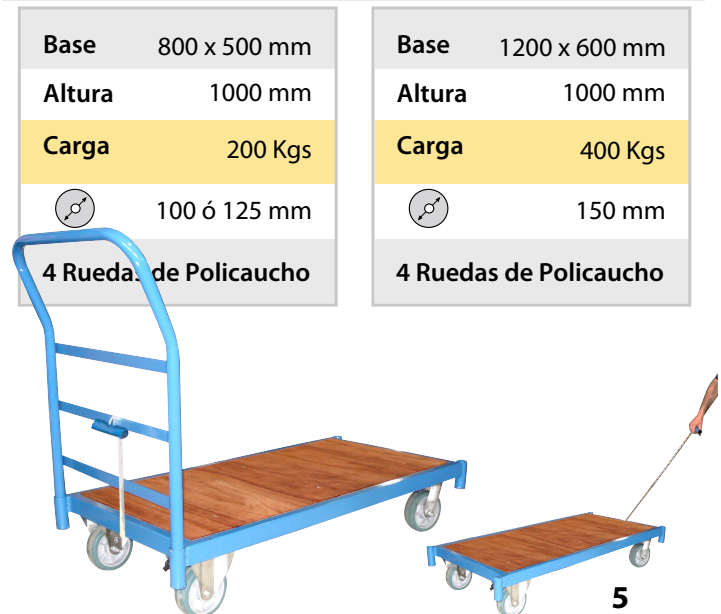 Base 800 x 500 mm
Altura 1000 mm
Carga 200 Kgs
100 ó 125 mm
4 Ruedas de Policaucho
Base 1200 x 600 mm
Altura 1000 mm
Carga 400 Kgs
150 mm
4 Ruedas de Policaucho
5